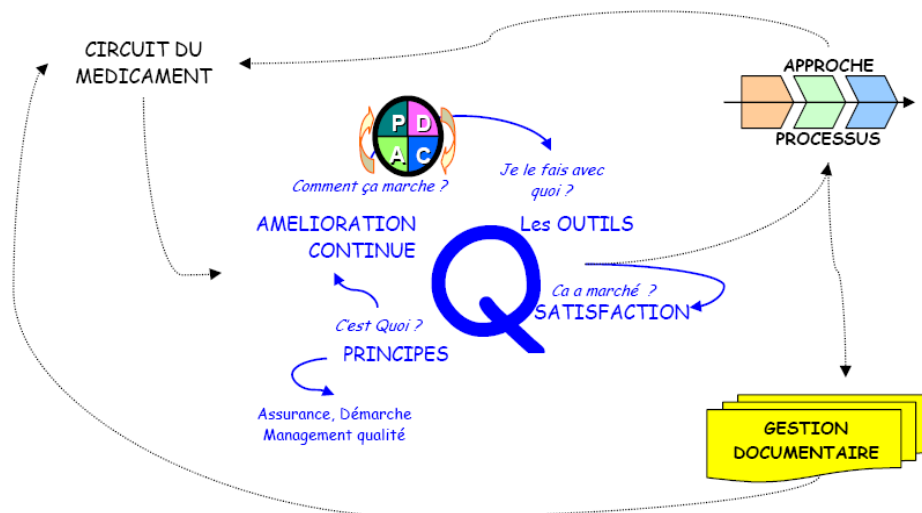 CIRCUIT DU
MEDICAMENT
APPROCHE
PROCESSUS
P D
A C
Comment ça marche ?
Je le fais avec
quoi ?
AMELIORATION
CONTINUE
Les OUTILS
Q
Ca a marché ?
SATISFACTION
C'est Quoi ?
PRINCIPES
Assurance, Démarche
Management qualité
GESTION
DOCUMENTAIRE